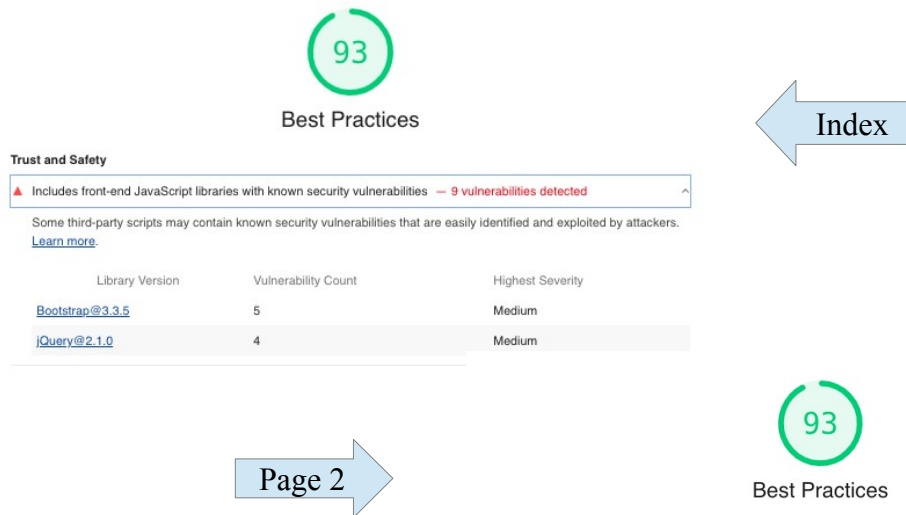 93
Best Practices
Index
Trust and Safety
Includes front-end JavaScript libraries with known security vulnerabilities — 9 vulnerabilities detected
Some third-party scripts may contain known security vulnerabilities that are easily identified and exploited by attackers.
Learn more.
Library Version Vulnerability Count Highest Severity
Bootstrap@3.3.5 5 Medium
jQuery@2.1.0 4 Medium
93
Page 2
Best Practices